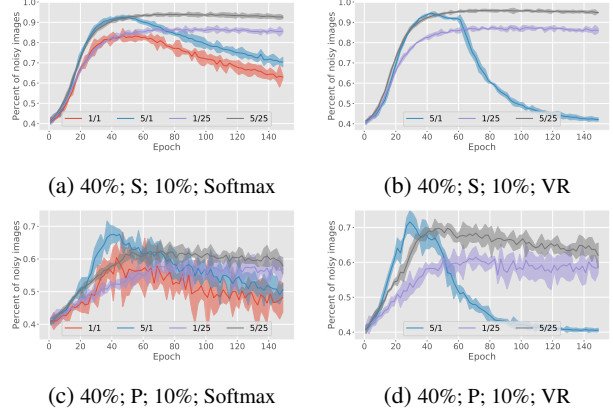 Percent of noisy images
1.0
0.9
0.8
0.7
0.6
0.5
0.4
0 20 40 60 80 100 120 140
Epoch
1/1 5/1 1/25 5/25
(a) 40%; S; 10%; Softmax
Percent of noisy images
1.0
0.9
0.8
0.7
0.6
0.5
0.4
0 20 40 60 80 100 120 140
Epoch
5/1 1/25 5/25
(b) 40%; S; 10%; VR
Percent of noisy images
0.7
0.6
0.5
0.4
0 20 40 60 80 100 120 140
Epoch
1/1 5/1 1/25 5/25
(c) 40%; P; 10%; Softmax
Percent of noisy images
0.7
0.6
0.5
0.4
0 20 40 60 80 100 120 140
Epoch
5/1 1/25 5/25
(d) 40%; P; 10%; VR